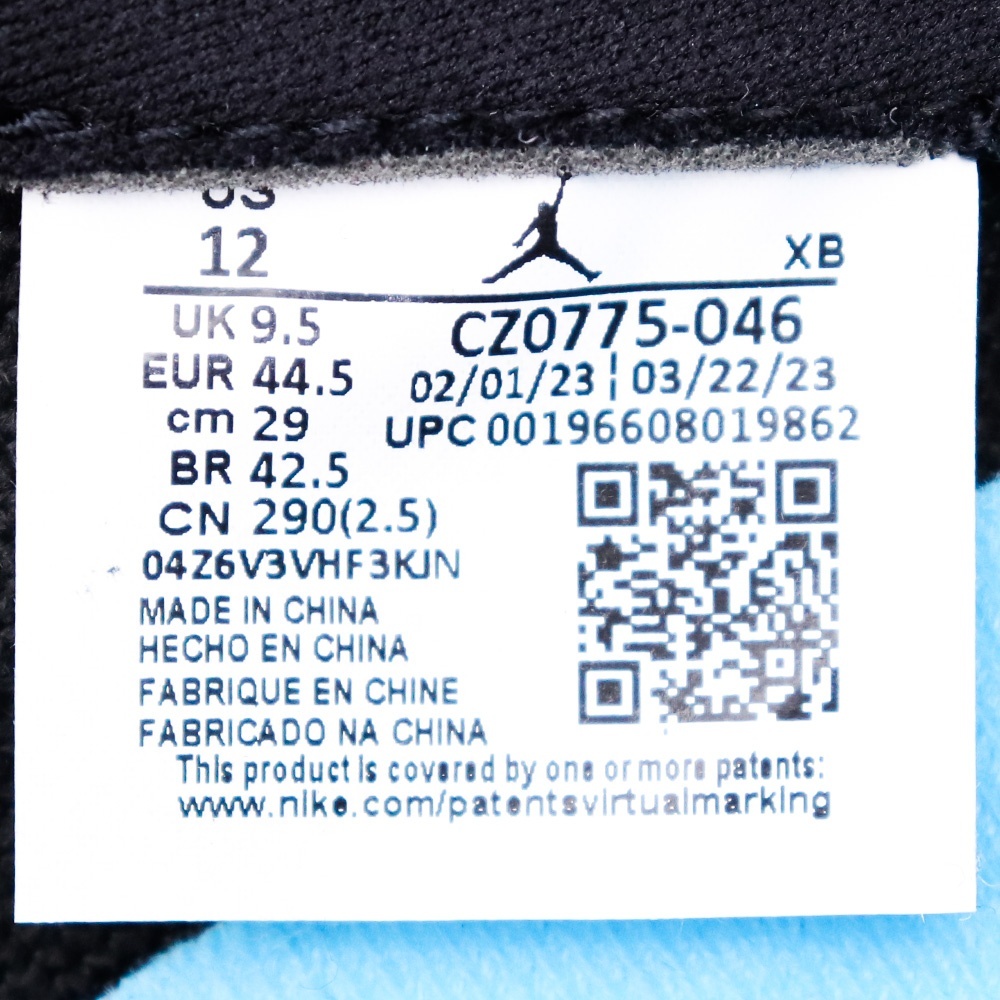 US
12
XB
UK 9.5
EUR 44.5
cm 29
BR 42.5
CN 290(2.5)
CZ0775-046
02/01/23 ¦ 03/22/23
UPC 001966608019862
04Z6V3VHF3KJN
MADE IN CHINA
HECHO EN CHINA
FABRIQUE EN CHINE
FABRICADO NA CHINA
This product is covered by one or more patents:
www.nike.com/patentsvirtualmarking